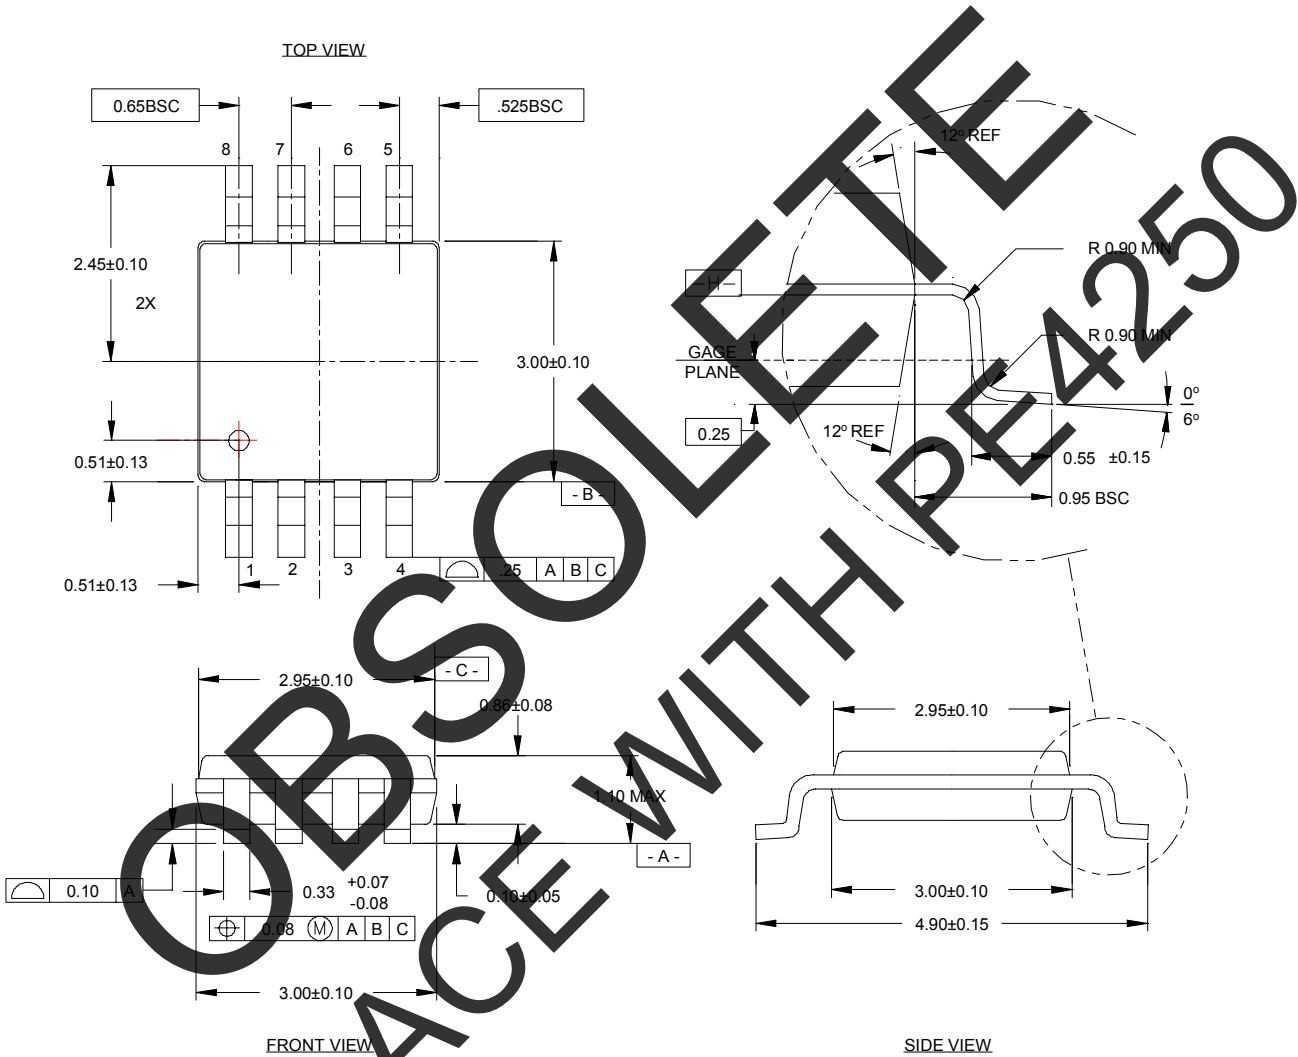 TOP VIEW
0.65BSC
.525BSC
8 7 6 5
2.45±0.10
2X
3.00±0.10
0.51±0.13
- B -
1 2 3 4
.25 A B C
0.51±0.13
12º REF
R 0.90 MIN
- H -
R 0.90 MIN
GAGE
PLANE
0º
6º
0.25
12º REF
0.55 ±0.15
0.95 BSC
2.95±0.10
- C -
0.86±0.08
1.10 MAX
- A -
0.10 A
0.33 +0.07
-0.08
0.10±0.05
0.08 M A B C
3.00±0.10
FRONT VIEW
2.95±0.10
3.00±0.10
4.90±0.15
SIDE VIEW
OBSOLETE
ACE WITH PE4250